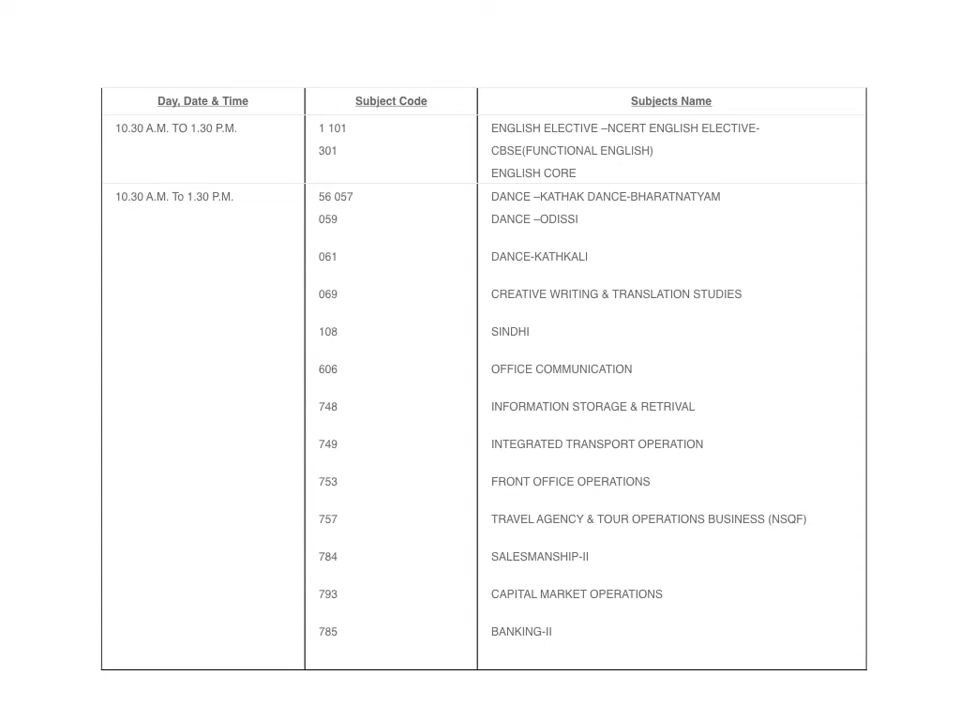 Day, Date & Time Subject Code Subjects Name
10.30 A.M. TO 1.30 P.M. 1 101 ENGLISH ELECTIVE –NCERT ENGLISH ELECTIVE-
301 CBSE(FUNCTIONAL ENGLISH)
ENGLISH CORE
10.30 A.M. To 1.30 P.M. 56 057 DANCE –KATHAK DANCE-BHARATNATYAM
059 DANCE –ODISSI
061 DANCE-KATHKALI
069 CREATIVE WRITING & TRANSLATION STUDIES
108 SINDHI
606 OFFICE COMMUNICATION
748 INFORMATION STORAGE & RETRIVAL
749 INTEGRATED TRANSPORT OPERATION
753 FRONT OFFICE OPERATIONS
757 TRAVEL AGENCY & TOUR OPERATIONS BUSINESS (NSQF)
784 SALESMANSHIP-II
793 CAPITAL MARKET OPERATIONS
785 BANKING-II